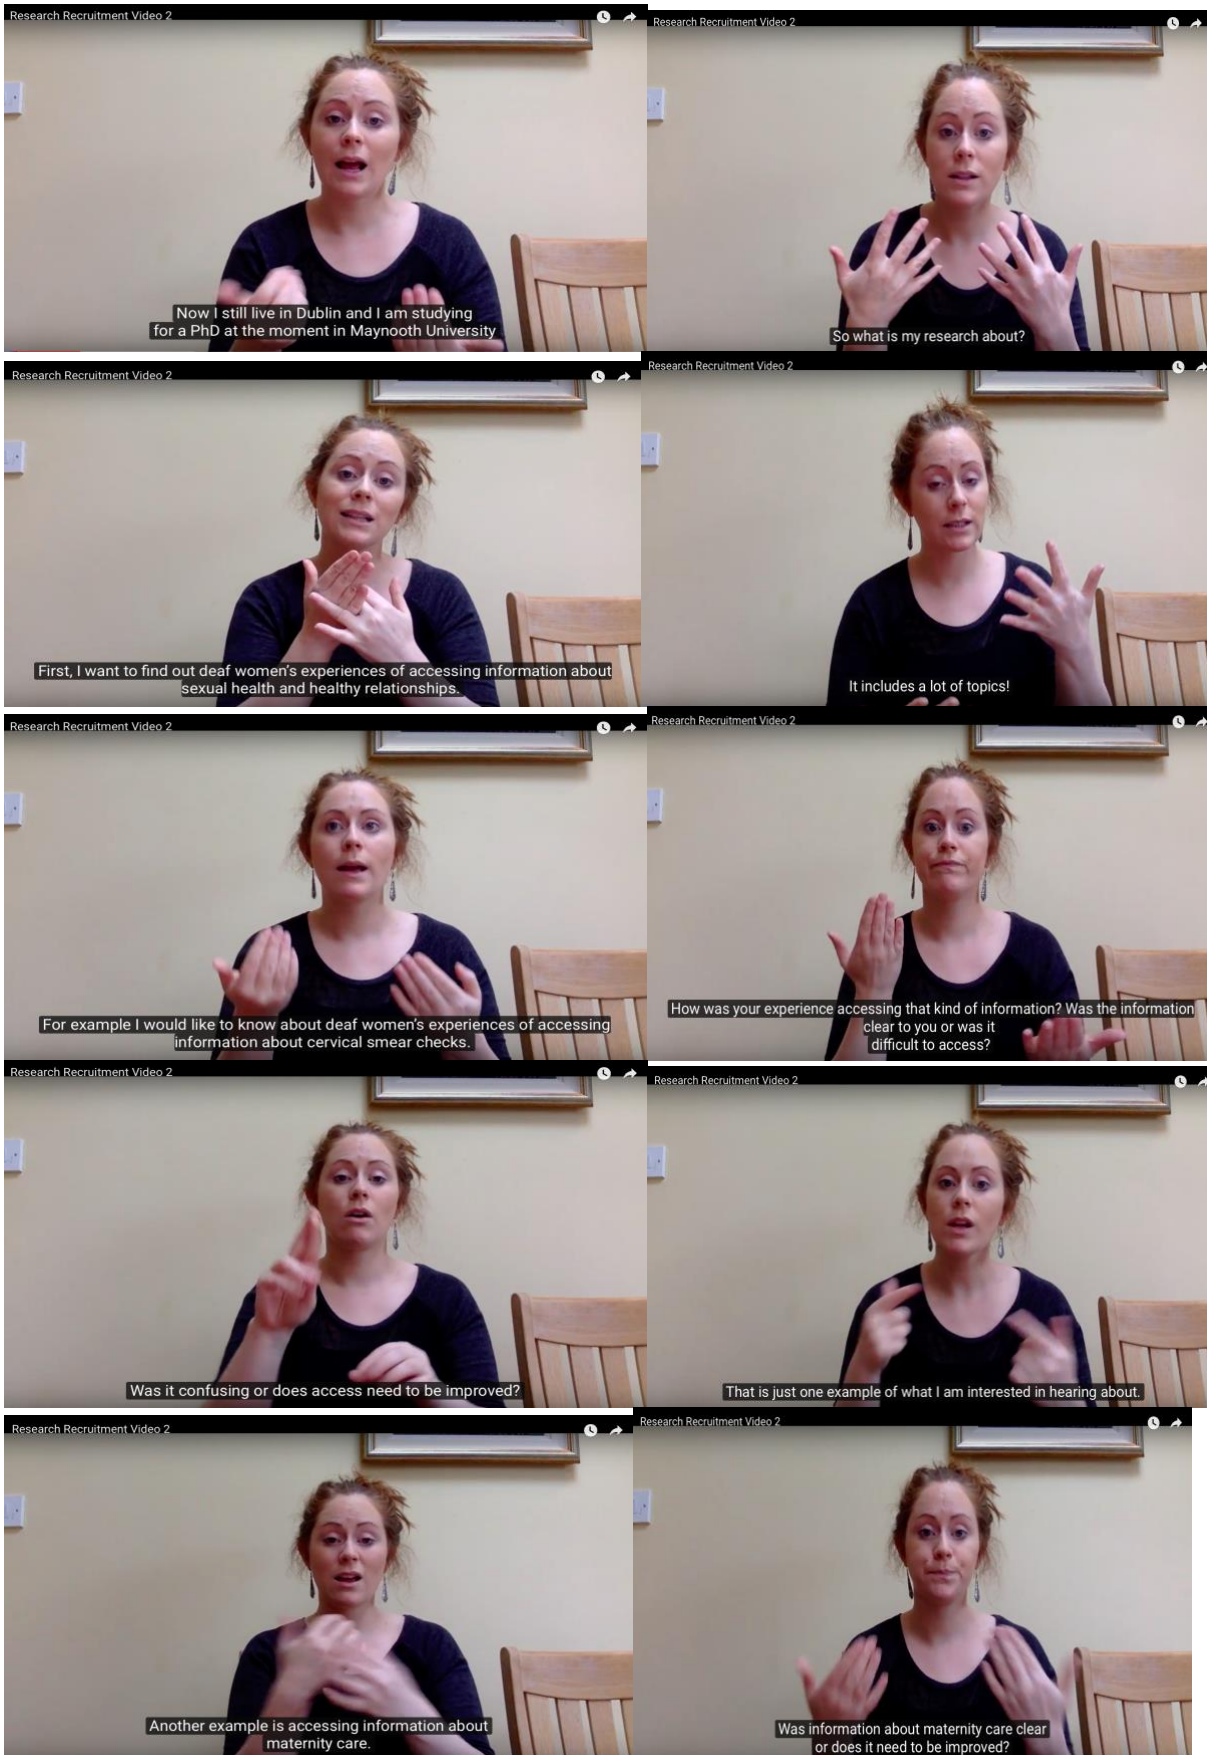 Research Recruitment Video 2
Now I still live in Dublin and I am studying
for a PhD at the moment in Maynooth University
Research Recruitment Video 2
So what is my research about?
Research Recruitment Video 2
First, I want to find out deaf women's experiences of accessing information about
sexual health and healthy relationships.
Research Recruitment Video 2
It includes a lot of topics!
Research Recruitment Video 2
For example I would like to know about deaf women's experiences of accessing
information about cervical smear checks.
Research Recruitment Video 2
How was your experience accessing that kind of information? Was the information
clear to you or was it
difficult to access?
Research Recruitment Video 2
Was it confusing or does access need to be improved?
Research Recruitment Video 2
That is just one example of what I am interested in hearing about.
Research Recruitment Video 2
Another example is accessing information about
maternity care.
Research Recruitment Video 2
Was information about maternity care clear
or does it need to be improved?